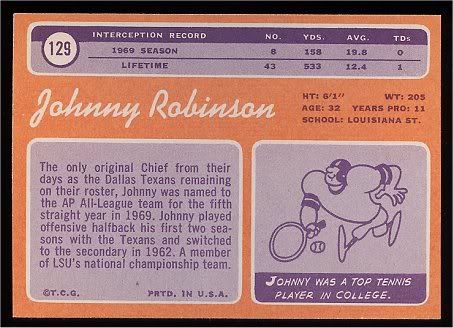 129
INTERCEPTION RECORD NO. YDS. AVG. TDs
1969 SEASON 8 158 19.8 0
LIFETIME 43 533 12.4 1
Johnny Robinson
HT: 6/1" WT: 205
AGE: 32 YEARS PRO: 11
SCHOOL: LOUISIANA ST.
The only original Chief from their
days as the Dallas Texans remaining
on their roster, Johnny was named to
the AP All-League team for the fifth
straight year in 1969. Johnny played
offensive halfback his first two sea-
sons with the Texans and switched
to the secondary in 1962. A member
of LSU's national championship team.
©T.C.G. PRTD. IN U.S.A.
JOHNNY WAS A TOP TENNIS
PLAYER IN COLLEGE.